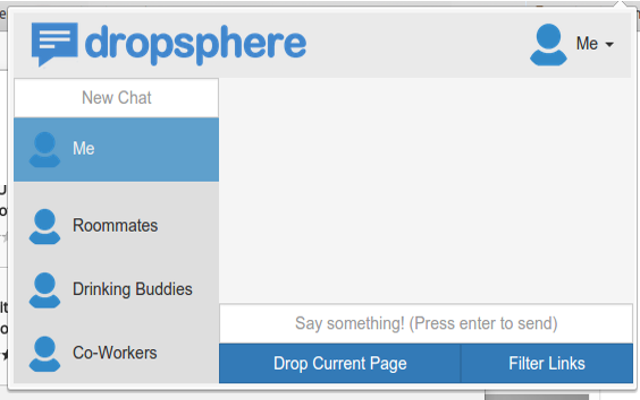 dropsphere
Me
New Chat
Me
Roommates
Drinking Buddies
Co-Workers
Say something! (Press enter to send)
Drop Current Page
Filter Links